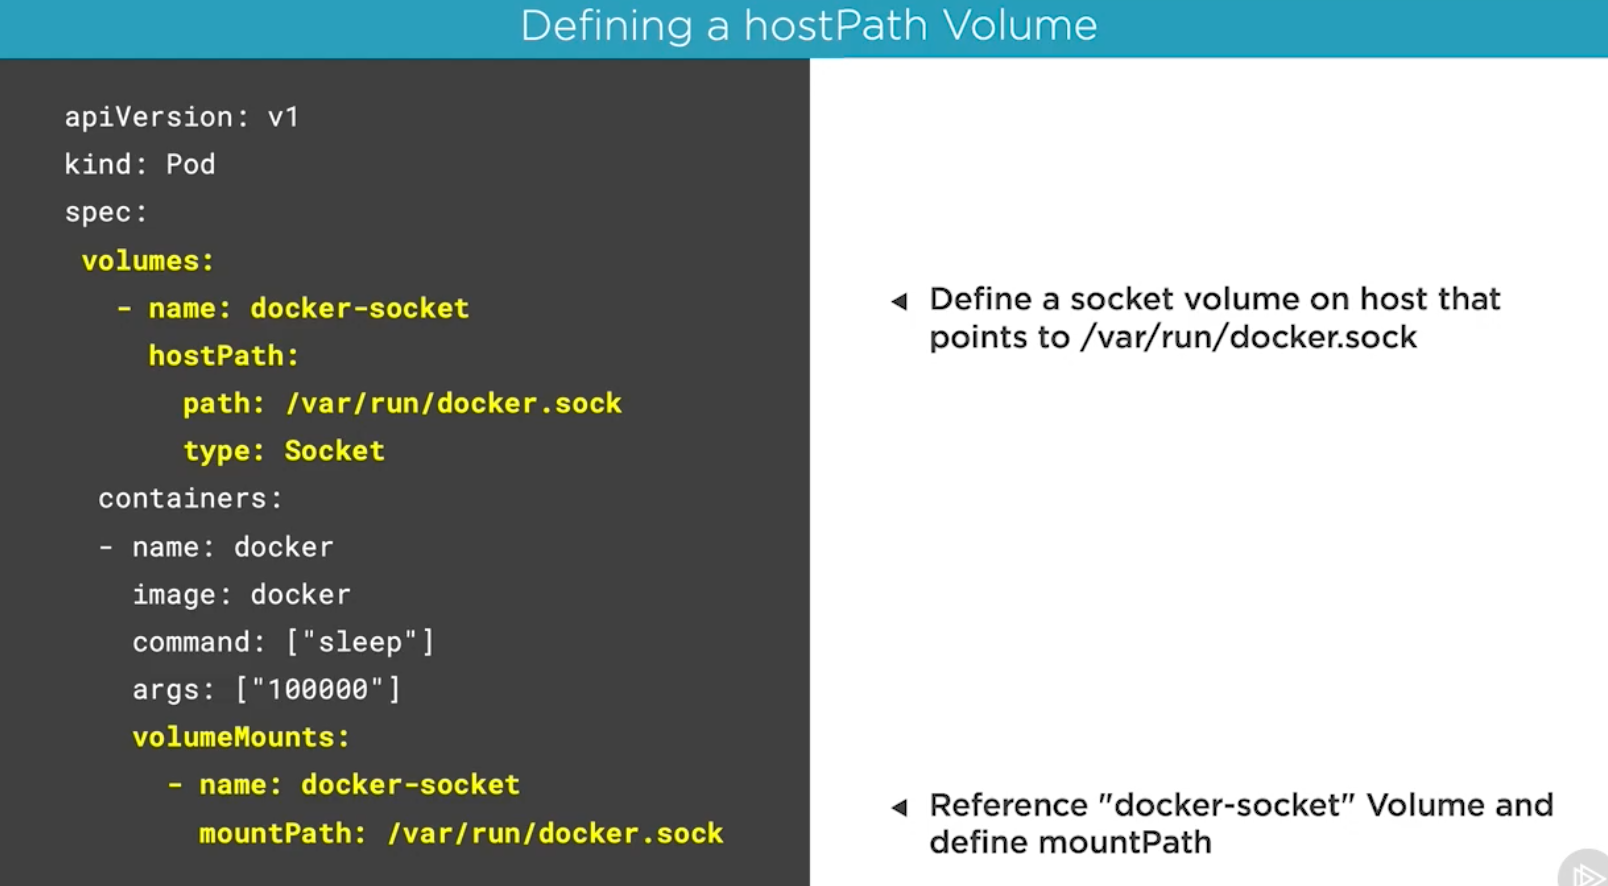 Defining a hostPath Volume
apiVersion: v1
kind: Pod
spec:
volumes:
- name: docker-socket
hostPath:
path: /var/run/docker.sock
type: Socket
containers:
- name: docker
image: docker
command: ["sleep"]
args: ["100000"]
volumeMounts:
- name: docker-socket
mountPath: /var/run/docker.sock
Define a socket volume on host that
points to /var/run/docker.sock
Reference "docker-socket" Volume and
define mountPath